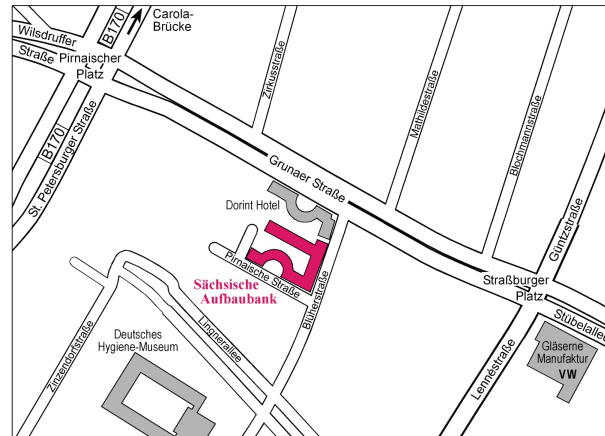 Carola-
Brücke
B170
Wilsdruffer
Straße
Pirnaischer
Platz
B170
St. Petersburger Straße
Zirkusstraße
Mathildestraße
Blochmannstraße
Güntzstraße
Grunaer Straße
Dorint Hotel
Pirnaische Straße
Sächsische
Aufbaubank
Blüherstraße
Straßburger
Platz
Stübelallee
Lingnerallee
Deutsches
Hygiene-Museum
Zinzendorfstraße
Lennéstraße
Gläserne
Manufaktur
VW